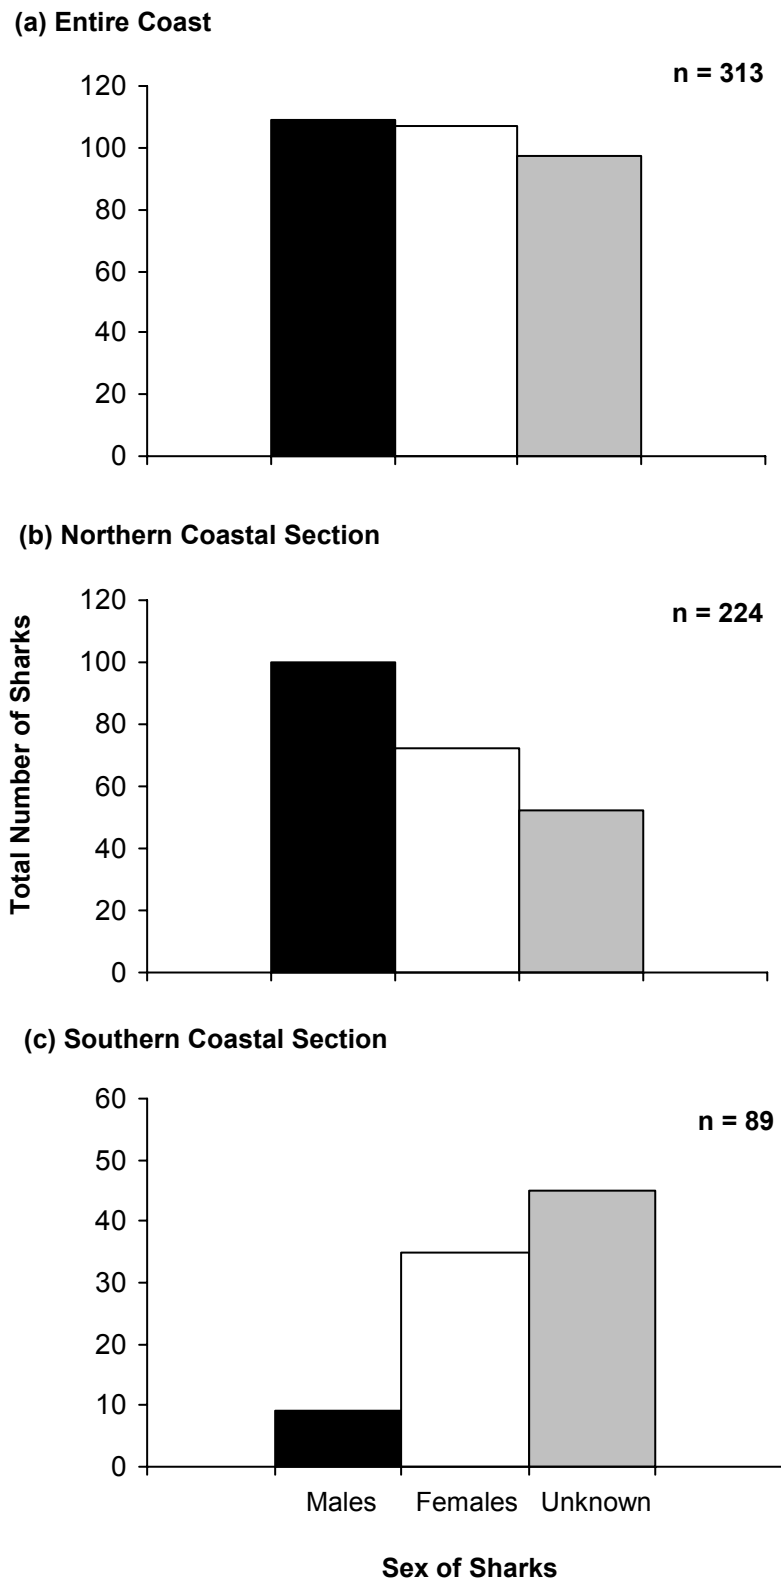 (a) Entire Coast
n = 313
120
100
80
60
40
20
0
(b) Northern Coastal Section
n = 224
120
100
80
60
40
20
0
Total Number of Sharks
(c) Southern Coastal Section
n = 89
60
50
40
30
20
10
0
Males Females Unknown
Sex of Sharks